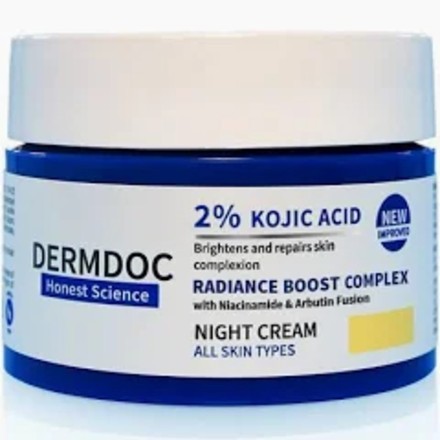 DERMDOC
Honest Science
2% KOJIC ACID
NEW
IMPROVED
Brightens and repairs skin
complexion
RADIANCE BOOST COMPLEX
with Niacinamide & Arbutin Fusion
NIGHT CREAM
ALL SKIN TYPES